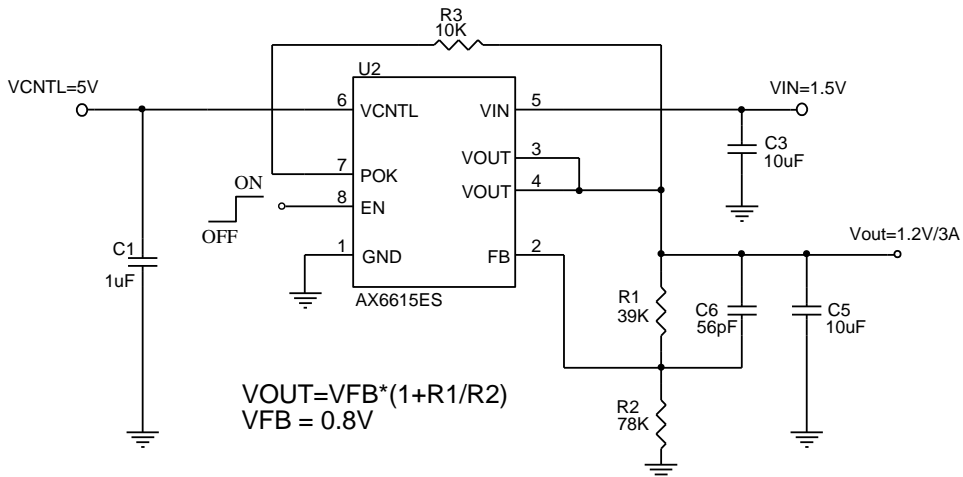 R3
10K
U2
VCNTL=5V
VIN=1.5V
6
VCNTL
VIN
5
C3
10uF
VOUT
3
7
POK
VOUT
4
ON
8
EN
OFF
Vout=1.2V/3A
C1
1uF
1
GND
FB
2
AX6615ES
R1
39K
C6
56pF
C5
10uF
VOUT=VFB*(1+R1/R2)
VFB = 0.8V
R2
78K